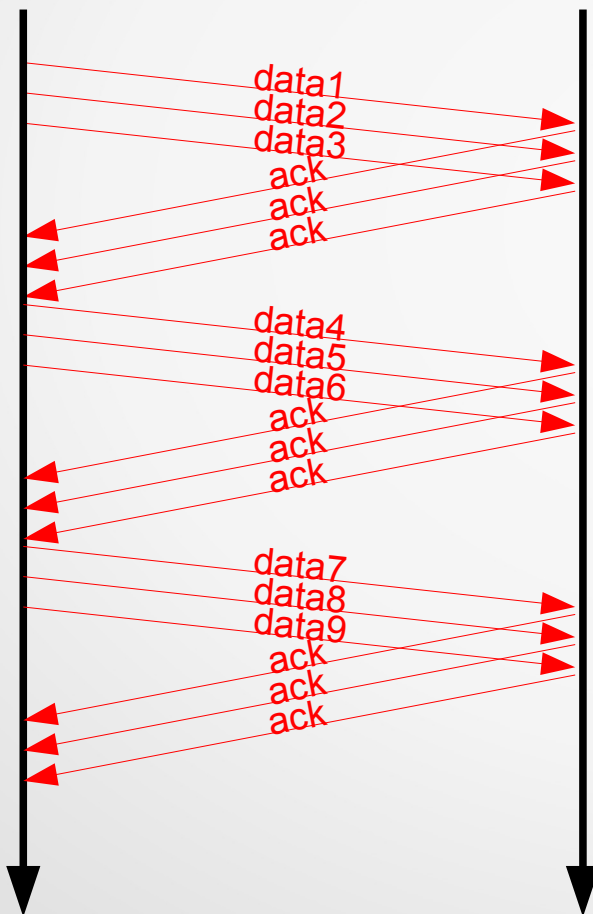 data1
data2
data3
ack
ack
ack
data4
data5
data6
ack
ack
ack
data7
data8
data9
ack
ack
ack